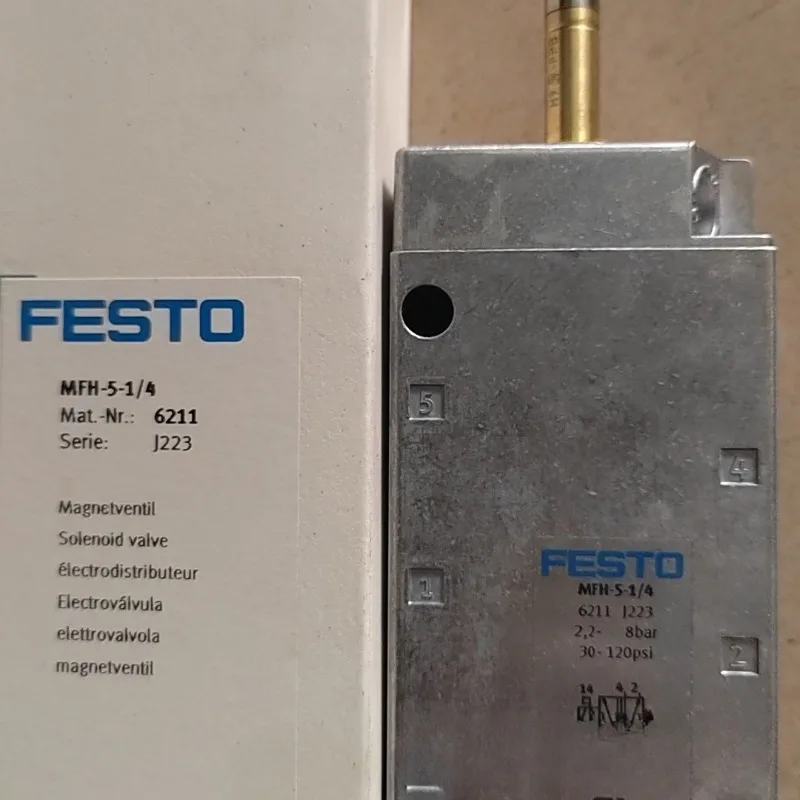 FESTO
MFH-5-1/4
Mat.-Nr.: 6211
Serie: J223
Magnetventil
Solenoid valve
électrodistributeur
Electroválvula
elettrovalvola
magnetventil
5
4
1
2
FESTO
MFH-5-1/4
6211 J223
2,2- 8bar
30-120psi
14 4 2